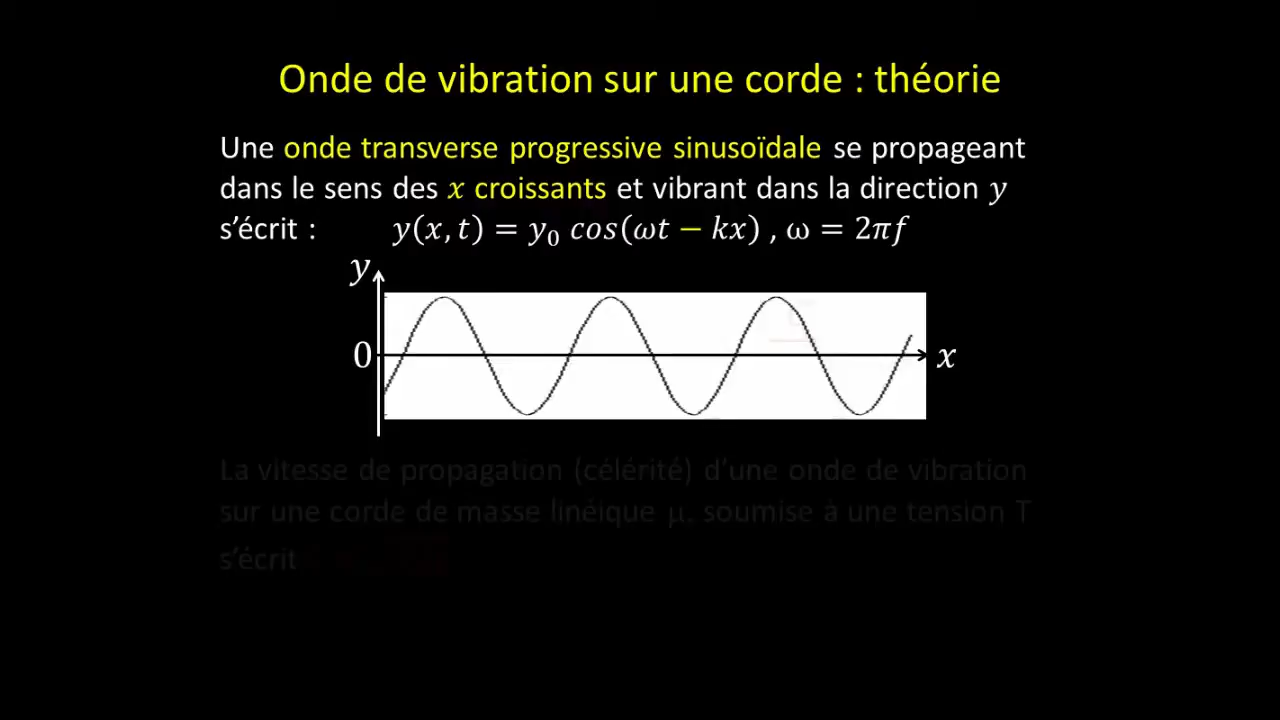 Onde de vibration sur une corde : théorie
Une onde transverse progressive sinusoïdale se propageant
dans le sens des x croissants et vibrant dans la direction y
s'écrit : y(x, t) = y₀ cos(ωt − kx) , ω = 2πf
y
0
x
La vitesse de propagation (célérité) d'une onde de vibration
sur une corde de masse linéique μ, soumise à une tension T
s'écrit